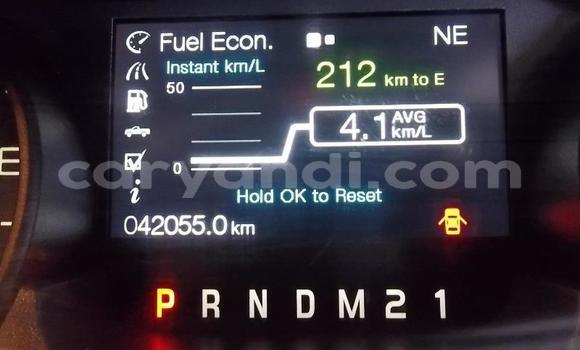 Fuel Econ. NE
Instant km/L
50
212 km to E
4.1 AVG km/L
0
E
caryandi.com
Hold OK to Reset
i
042055.0 km
P R N D M 2 1